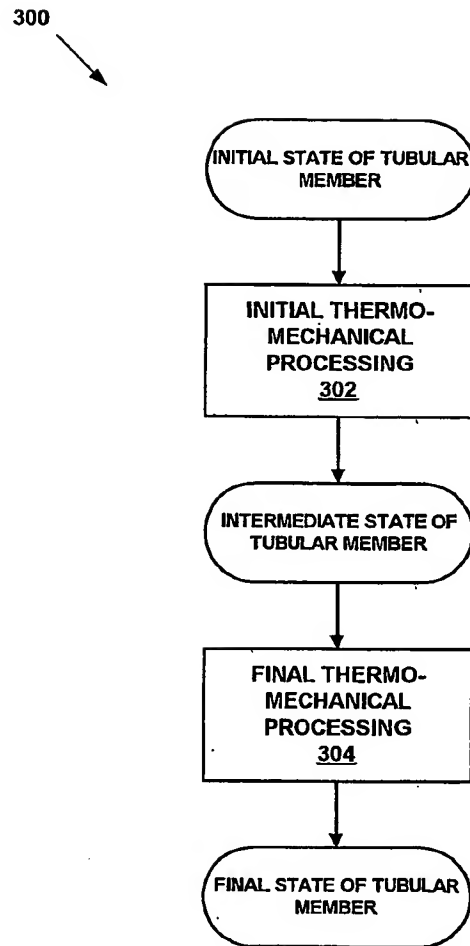 300
INITIAL STATE OF TUBULAR
MEMBER
INITIAL THERMO-
MECHANICAL
PROCESSING
302
INTERMEDIATE STATE OF
TUBULAR MEMBER
FINAL THERMO-
MECHANICAL
PROCESSING
304
FINAL STATE OF TUBULAR
MEMBER